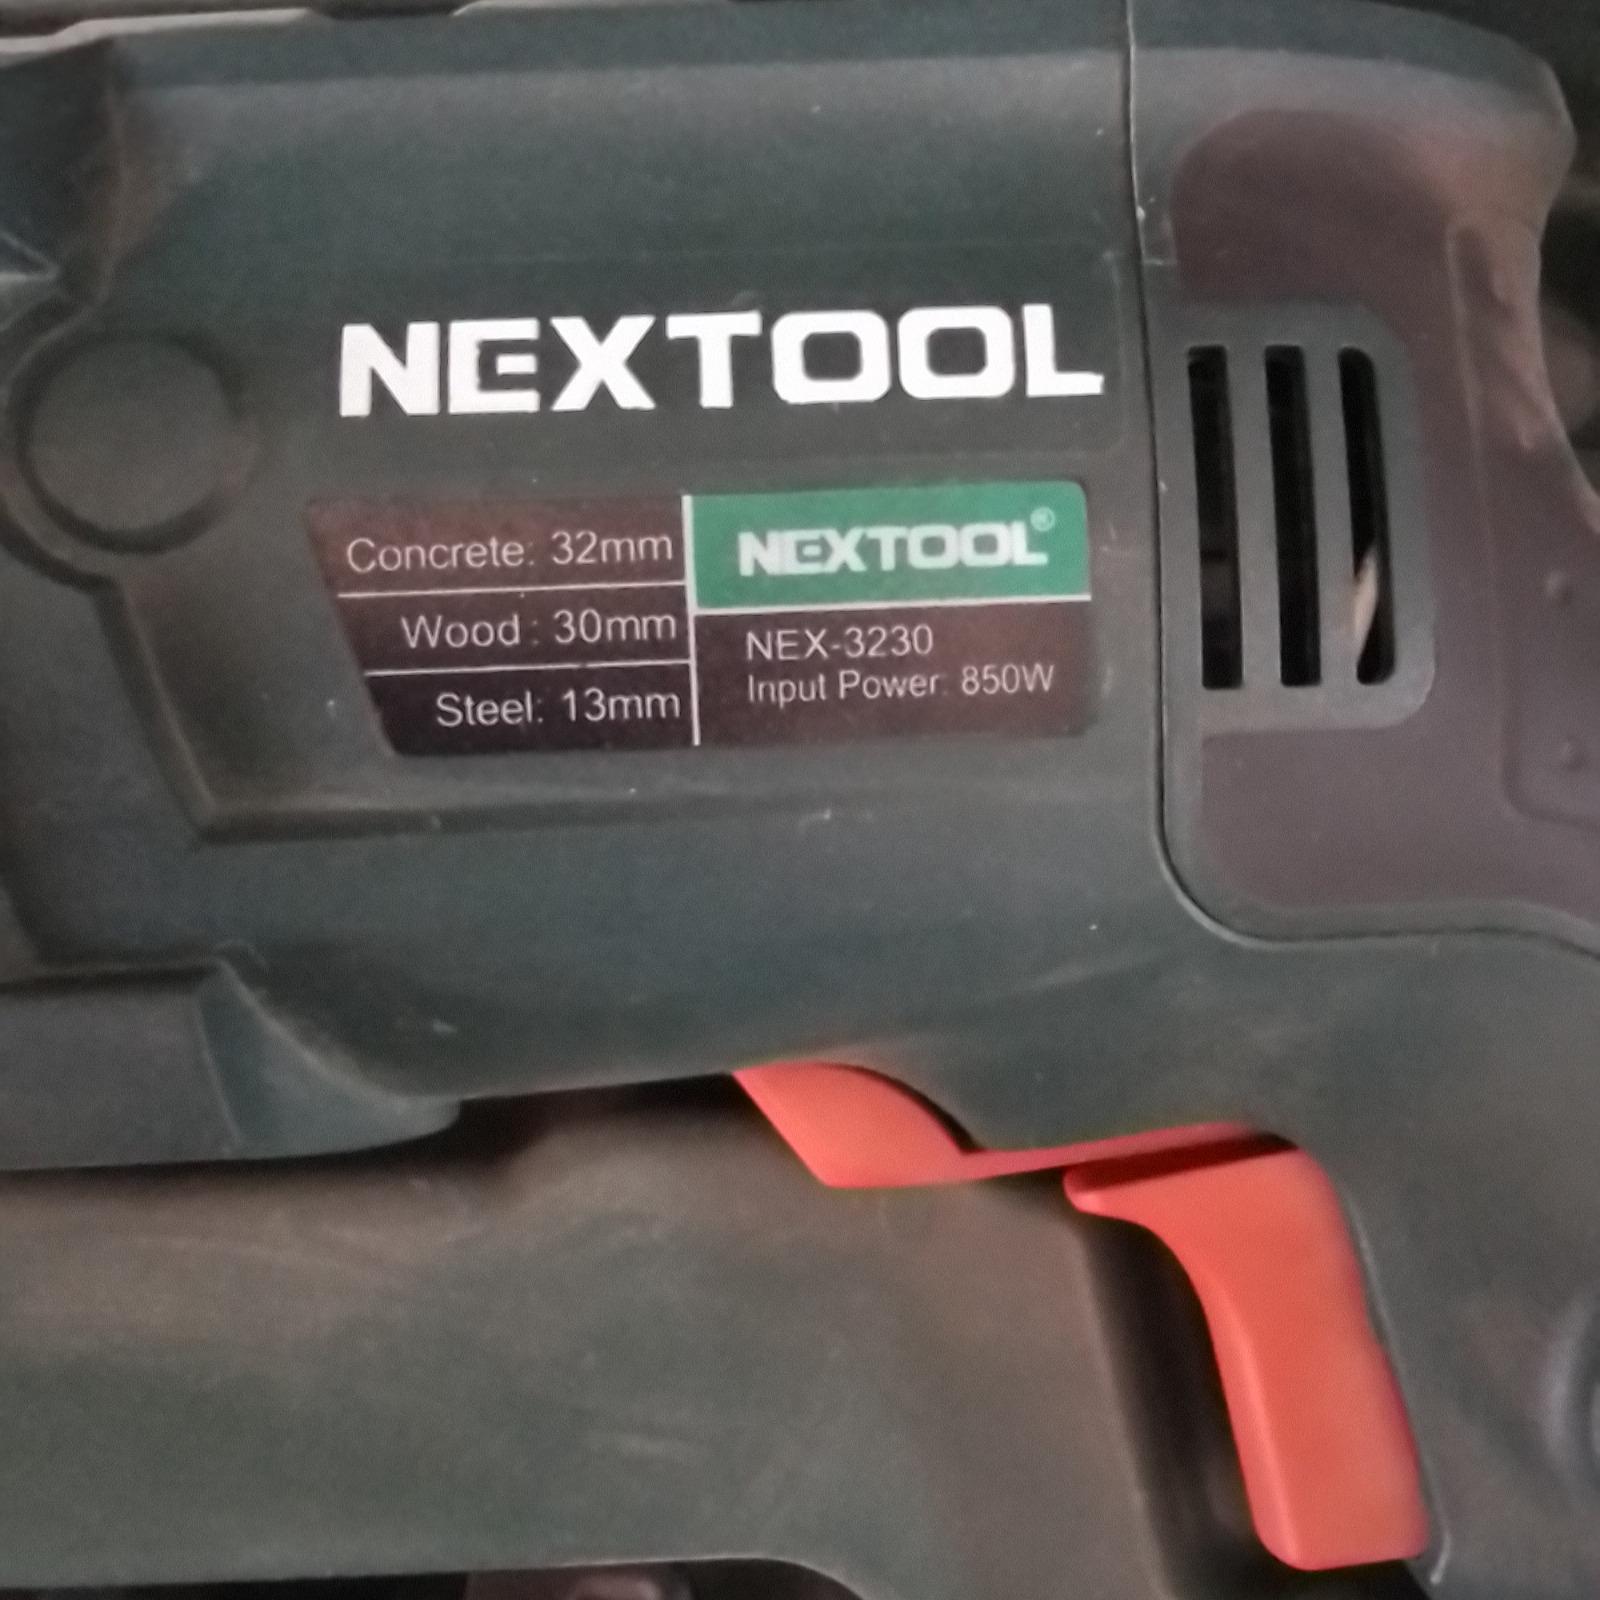 NEXTOOL
Concrete: 32mm
Wood : 30mm
Steel: 13mm
NEXTOOL®
NEX-3230
Input Power: 850W